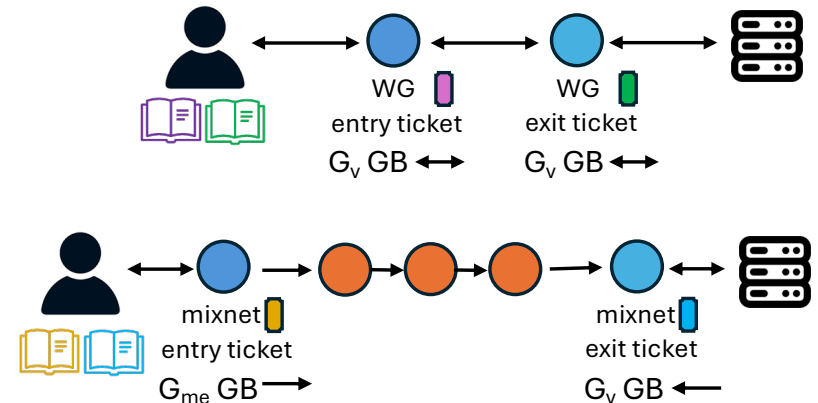 WG WG
entry ticket exit ticket
Gv GB Gv GB
mixnet mixnet
entry ticket exit ticket
Gme GB Gv GB